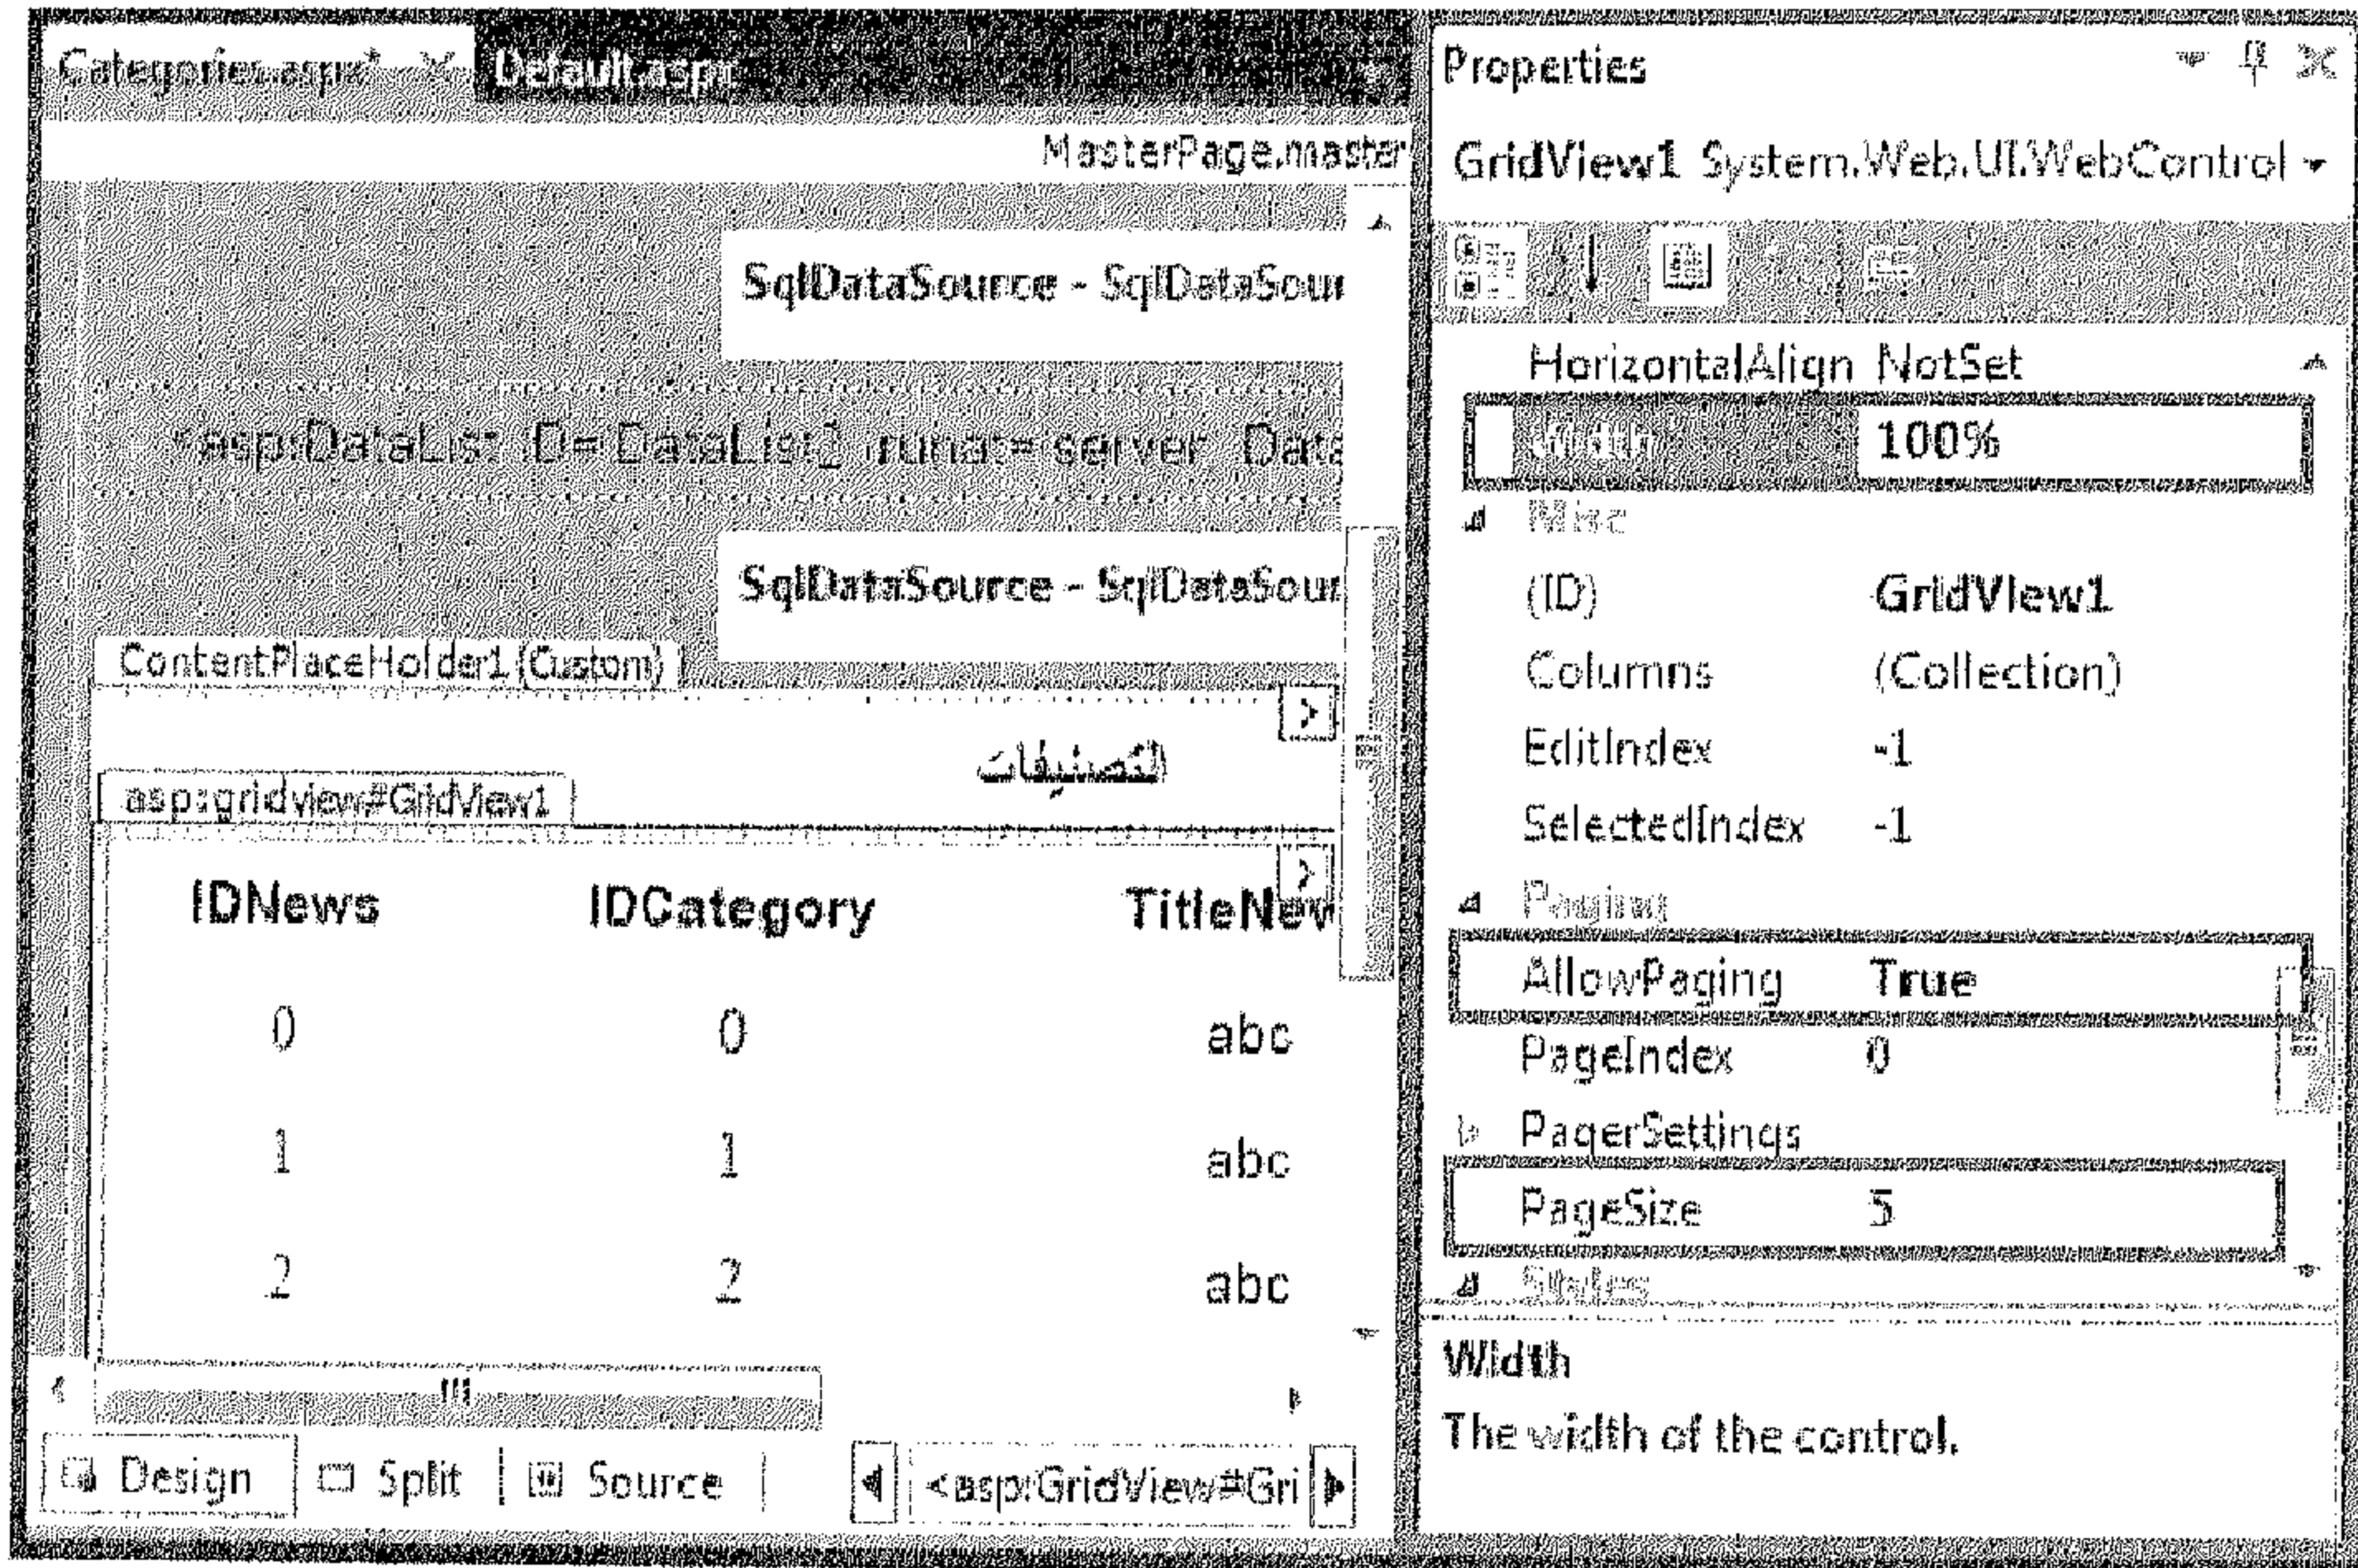 Categories.aspx* Default.aspx
MasterPage.master
SqlDataSource - SqlDataSour
<asp:DataList ID="DataList2" runat="server" Data
SqlDataSource - SqlDataSour
ContentPlaceHolder1 (Custom)
التصنيفات
asp:gridview#GridView1
IDNews IDCategory TitleNew
0 0 abc
1 1 abc
2 2 abc
Design Split Source <asp:GridView#Gri
Properties
GridView1 System.Web.UI.WebControl
HorizontalAlign NotSet
Width 100%
Misc
(ID) GridView1
Columns (Collection)
EditIndex -1
SelectedIndex -1
Paging
AllowPaging True
PageIndex 0
PagerSettings
PageSize 5
Styles
Width
The width of the control.